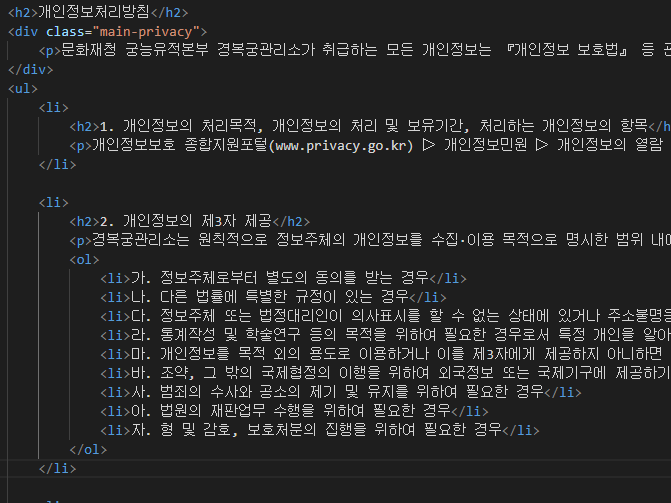 <h2>개인정보처리방침</h2>
<div class="main-privacy">
<p>문화재청 궁능유적본부 경복궁관리소가 취급하는 모든 개인정보는 『개인정보 보호법』 등
</div>
<ul>
<li>
<h2>1. 개인정보의 처리목적, 개인정보의 처리 및 보유기간, 처리하는 개인정보의 항목</h
<p>개인정보보호 종합지원포털(www.privacy.go.kr) ▷ 개인정보민원 ▷ 개인정보의 열람
</li>
<li>
<h2>2. 개인정보의 제3자 제공</h2>
<p>경복궁관리소는 원칙적으로 정보주체의 개인정보를 수집·이용 목적으로 명시한 범위
<ol>
<li>가. 정보주체로부터 별도의 동의를 받는 경우</li>
<li>나. 다른 법률에 특별한 규정이 있는 경우</li>
<li>다. 정보주체 또는 법정대리인이 의사표시를 할 수 없는 상태에 있거나 주소불명
<li>라. 통계작성 및 학술연구 등의 목적을 위하여 필요한 경우로서 특정 개인을 알아
<li>마. 개인정보를 목적 외의 용도로 이용하거나 이를 제3자에게 제공하지 아니하면
<li>바. 조약, 그 밖의 국제협정의 이행을 위하여 외국정보 또는 국제기구에 제공하기
<li>사. 범죄의 수사와 공소의 제기 및 유지를 위하여 필요한 경우</li>
<li>아. 법원의 재판업무 수행을 위하여 필요한 경우</li>
<li>자. 형 및 감호, 보호처분의 집행을 위하여 필요한 경우</li>
</ol>
</li>